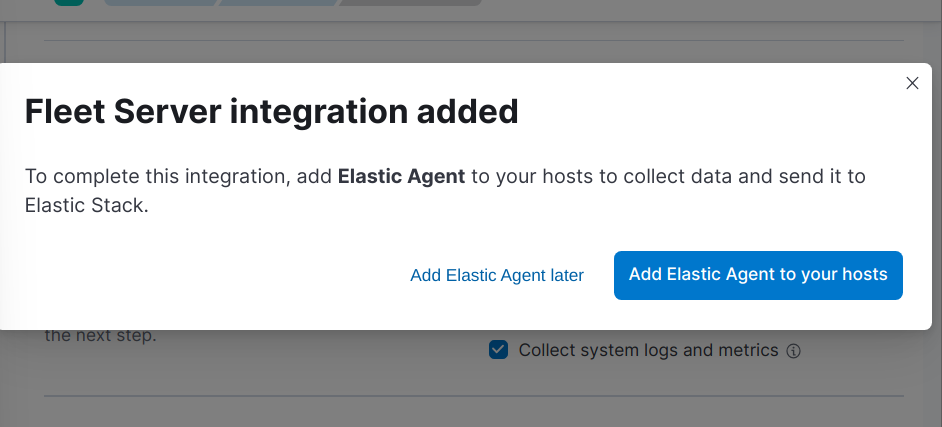 Fleet Server integration added
To complete this integration, add Elastic Agent to your hosts to collect data and send it to
Elastic Stack.
Add Elastic Agent later
Add Elastic Agent to your hosts
the next step.
Collect system logs and metrics